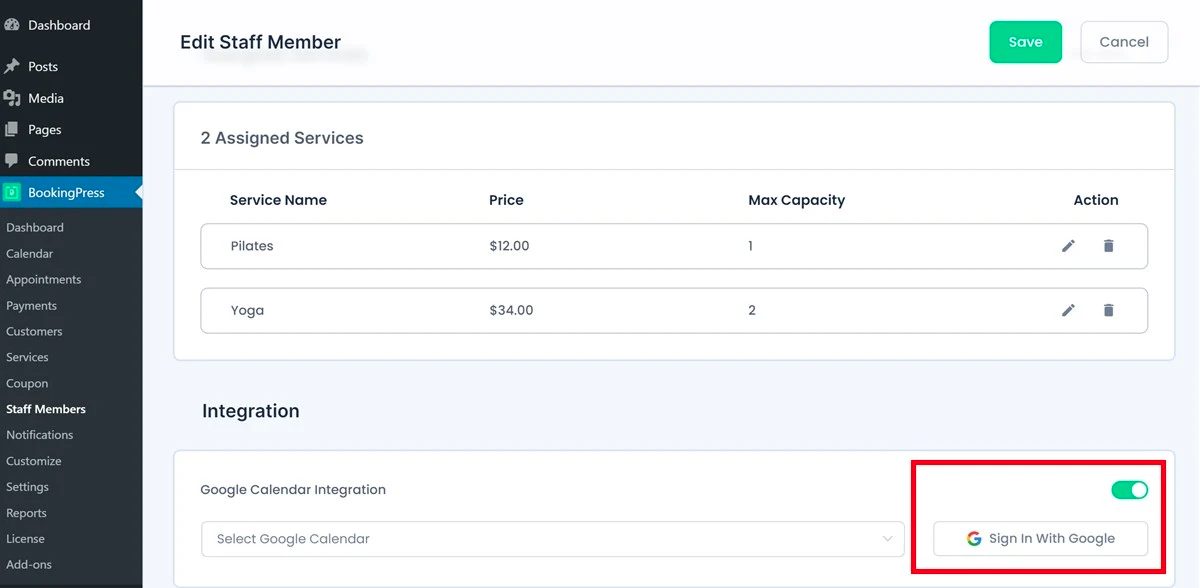 Dashboard
Posts
Media
Pages
Comments
BookingPress
Dashboard
Calendar
Appointments
Payments
Customers
Services
Coupon
Staff Members
Notifications
Customize
Settings
Reports
License
Add-ons
Edit Staff Member
Save Cancel
2 Assigned Services
Service Name Price Max Capacity Action
Pilates $12.00 1
Yoga $34.00 2
Integration
Google Calendar Integration
Select Google Calendar Sign In With Google